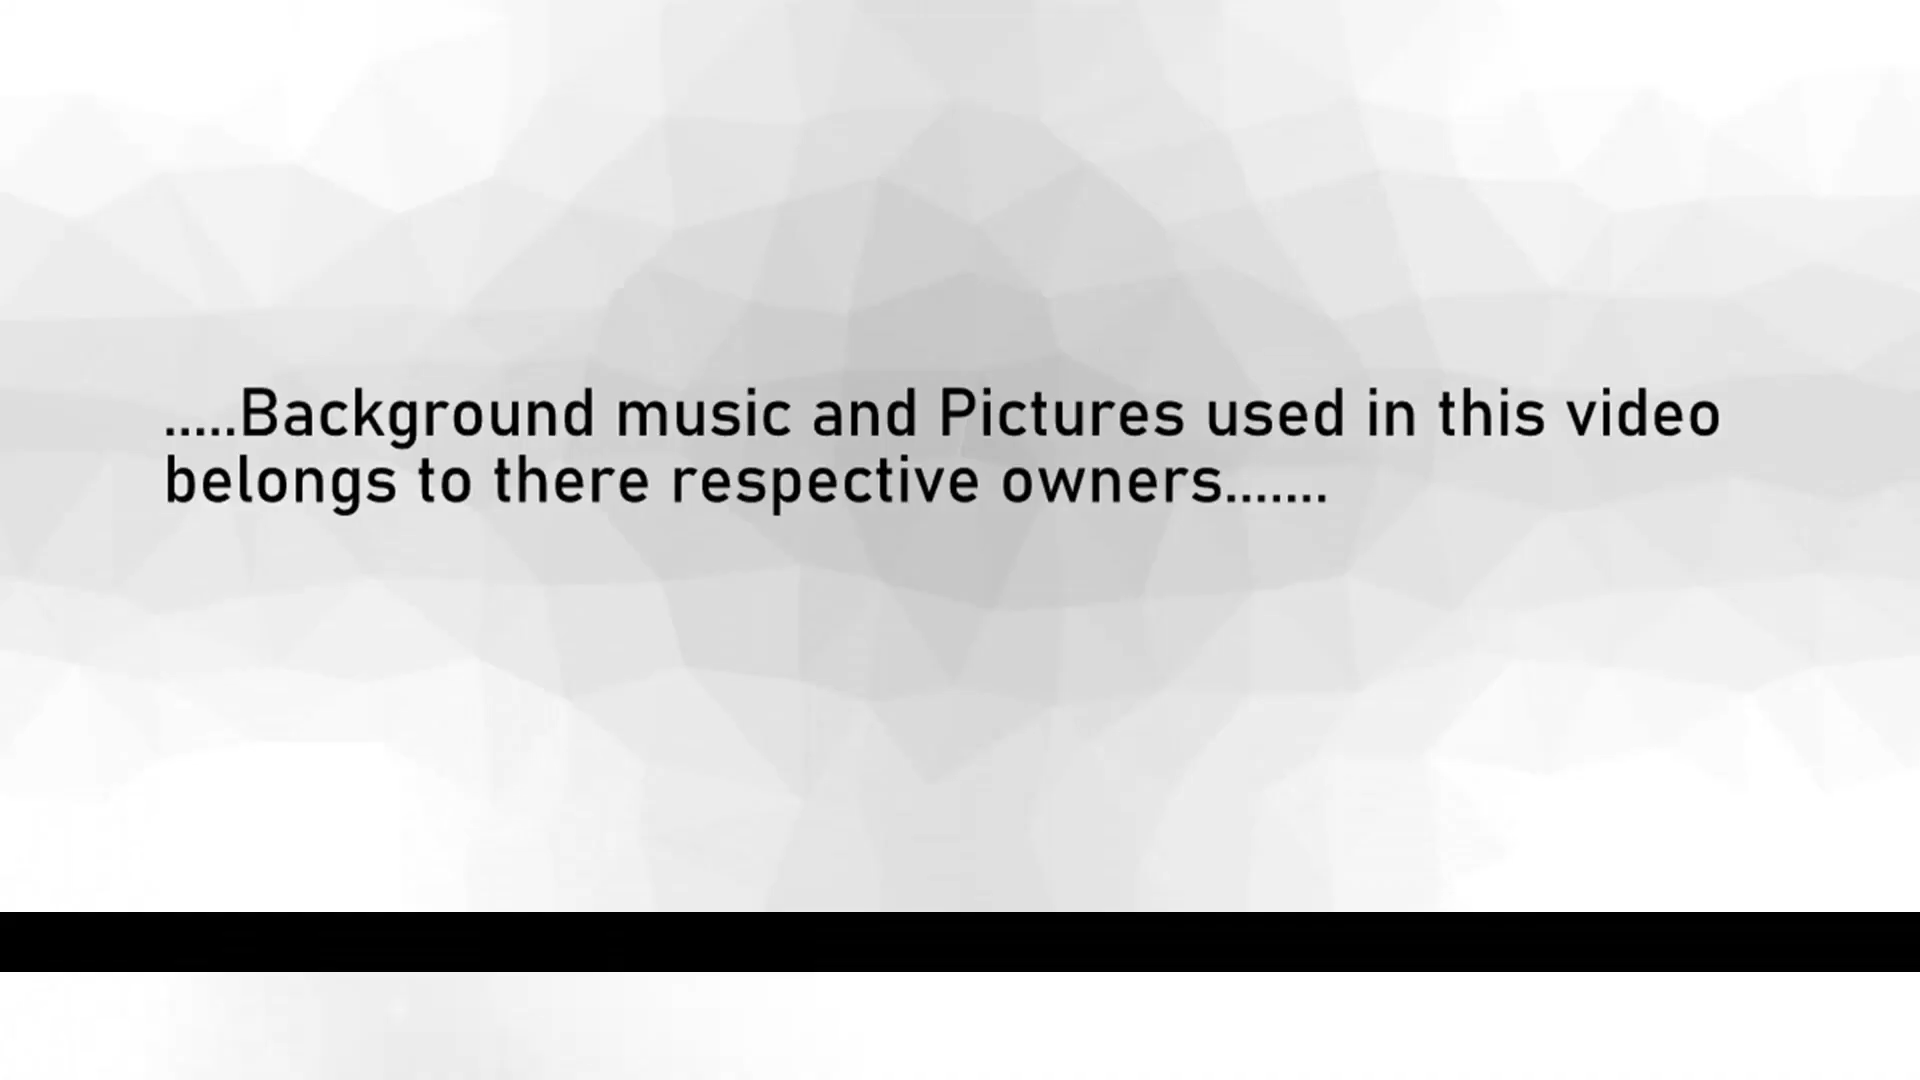 .....Background music and Pictures used in this video
belongs to there respective owners.......